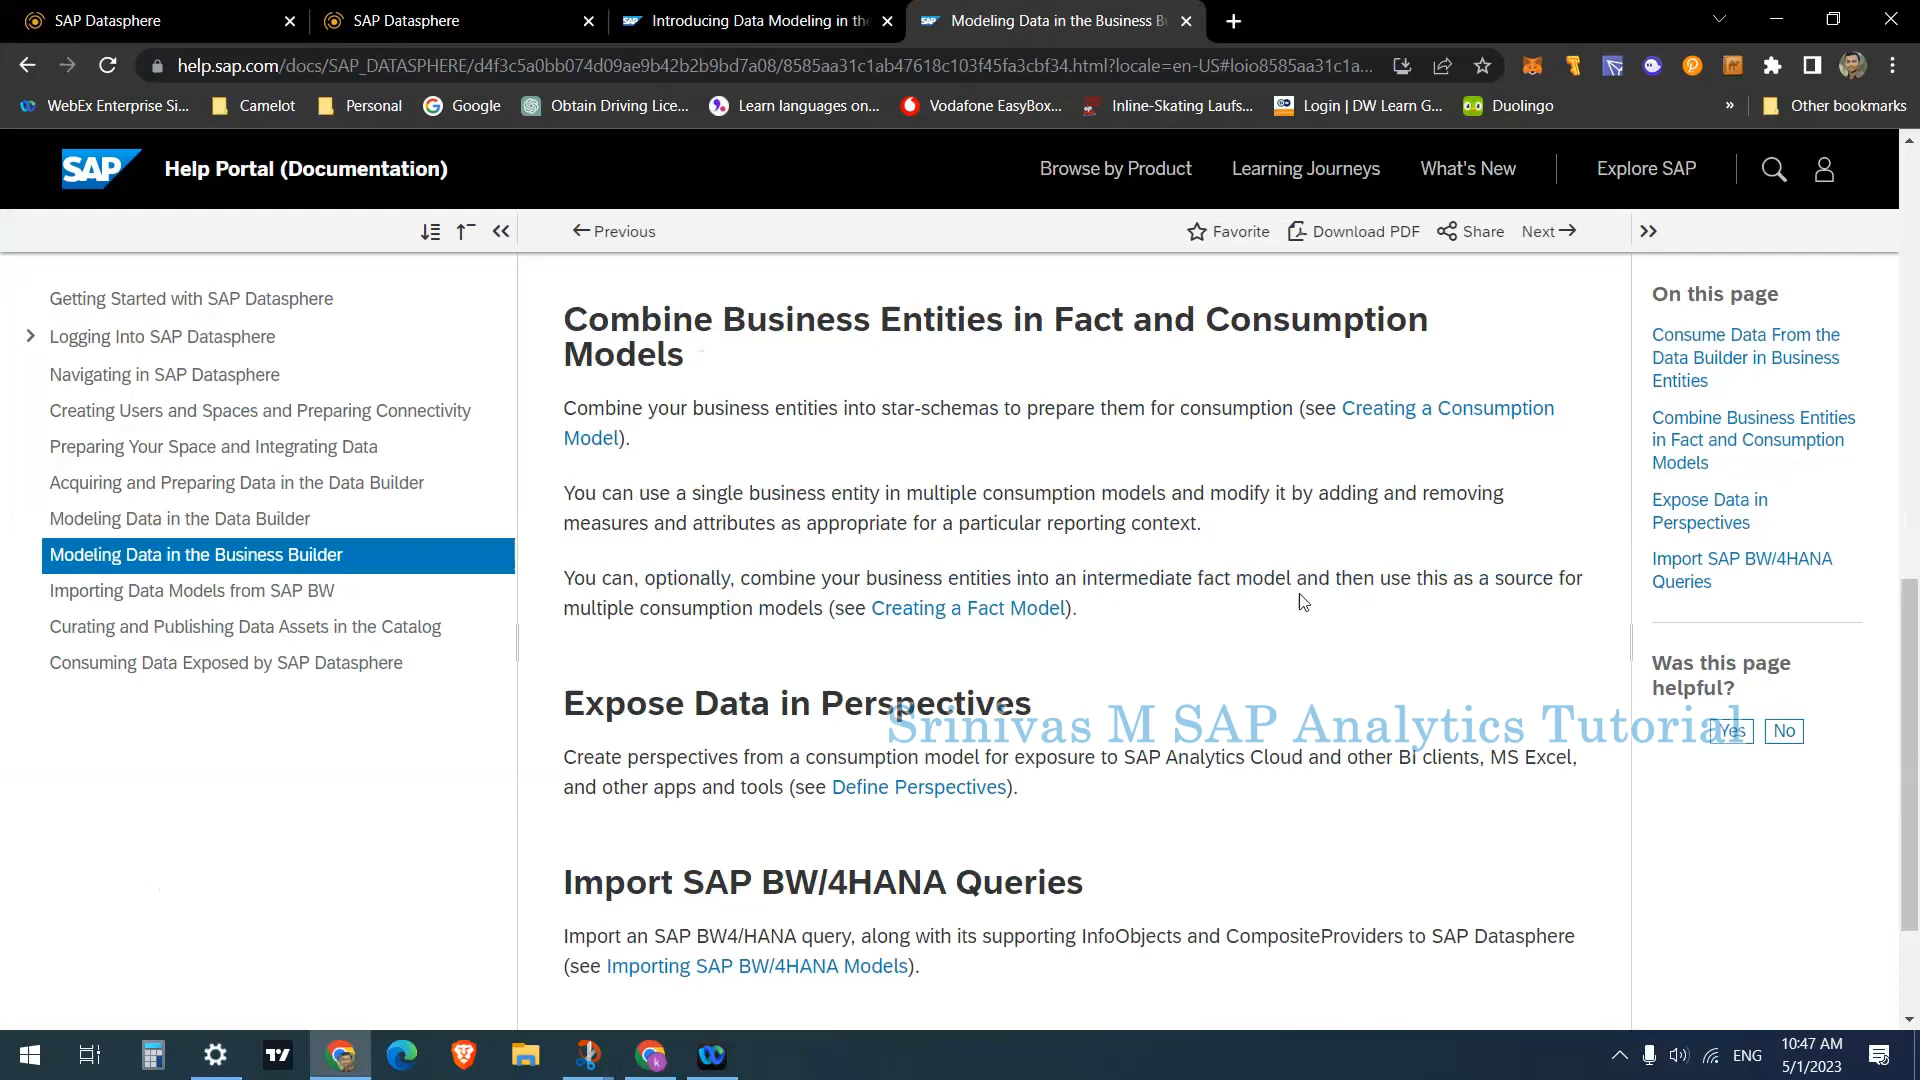 SAP Datasphere
SAP Datasphere
Introducing Data Modeling in the
Modeling Data in the Business B
help.sap.com/docs/SAP_DATASPHERE/d4f3c5a0bb074d09ae9b42b2b9bd7a08/8585aa31c1ab47618c103f45fa3cbf34.html?locale=en-US#loio8585aa31c1a...
WebEx Enterprise Si...
Camelot
Personal
Google
Obtain Driving Lice...
Learn languages on...
Vodafone EasyBox...
Inline-Skating Laufs...
Login | DW Learn G...
Duolingo
»
Other bookmarks
SAP
Help Portal (Documentation)
Browse by Product
Learning Journeys
What's New
Explore SAP
Previous
Favorite
Download PDF
Share
Next
Getting Started with SAP Datasphere
Logging Into SAP Datasphere
Navigating in SAP Datasphere
Creating Users and Spaces and Preparing Connectivity
Preparing Your Space and Integrating Data
Acquiring and Preparing Data in the Data Builder
Modeling Data in the Data Builder
Modeling Data in the Business Builder
Importing Data Models from SAP BW
Curating and Publishing Data Assets in the Catalog
Consuming Data Exposed by SAP Datasphere
Combine Business Entities in Fact and Consumption
Models
Combine your business entities into star-schemas to prepare them for consumption (see Creating a Consumption
Model).
You can use a single business entity in multiple consumption models and modify it by adding and removing
measures and attributes as appropriate for a particular reporting context.
You can, optionally, combine your business entities into an intermediate fact model and then use this as a source for
multiple consumption models (see Creating a Fact Model).
Expose Data in Perspectives
Srinivas M SAP Analytics Tutorial
Create perspectives from a consumption model for exposure to SAP Analytics Cloud and other Bi clients, MS Excel,
and other apps and tools (see Define Perspectives).
Import SAP BW/4HANA Queries
Import an SAP BW4/HANA query, along with its supporting InfoObjects and CompositeProviders to SAP Datasphere
(see Importing SAP BW/4HANA Models).
On this page
Consume Data From the
Data Builder in Business
Entities
Combine Business Entities
in Fact and Consumption
Models
Expose Data in
Perspectives
Import SAP BW/4HANA
Queries
Was this page
helpful?
Yes
No
ENG
10:47 AM
5/1/2023